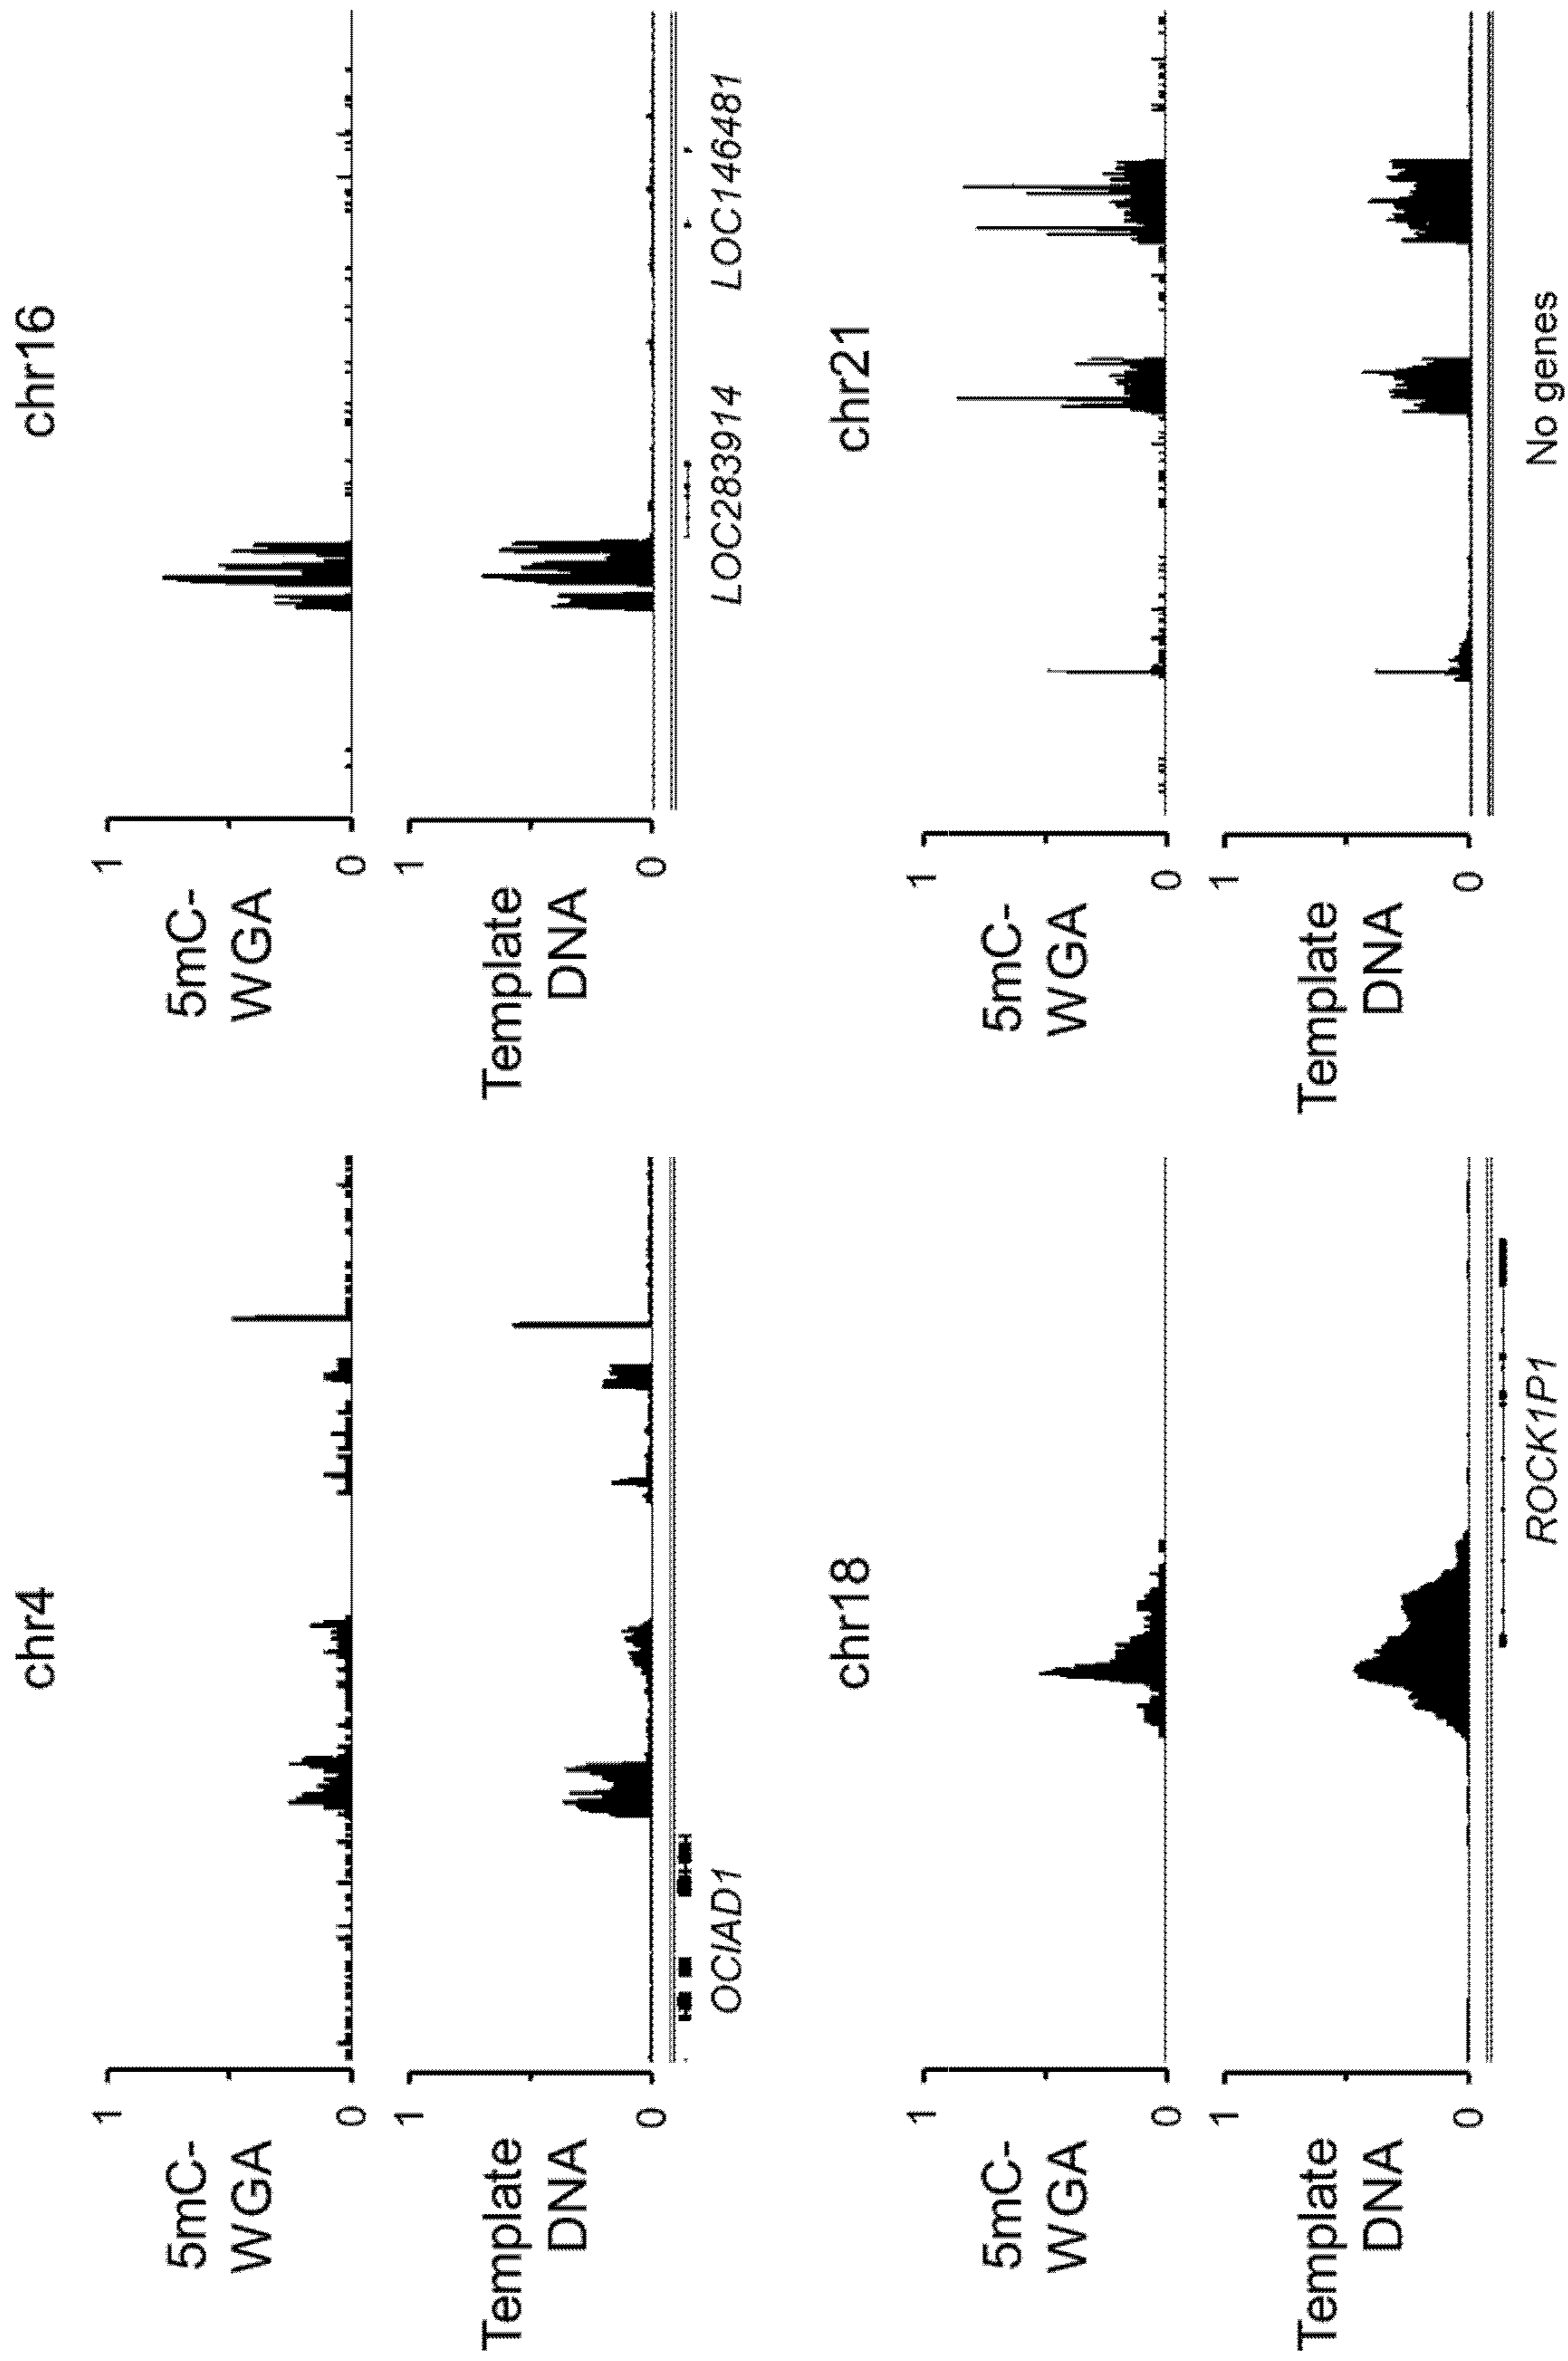 chr4
1
5mC-
WGA
0
1
Template
DNA
0
OCIAD1
chr16
1
5mC-
WGA
0
1
Template
DNA
0
LOC283914
LOC146481
chr18
1
5mC-
WGA
0
1
Template
DNA
0
ROCK1P1
chr21
1
5mC-
WGA
0
1
Template
DNA
0
No genes